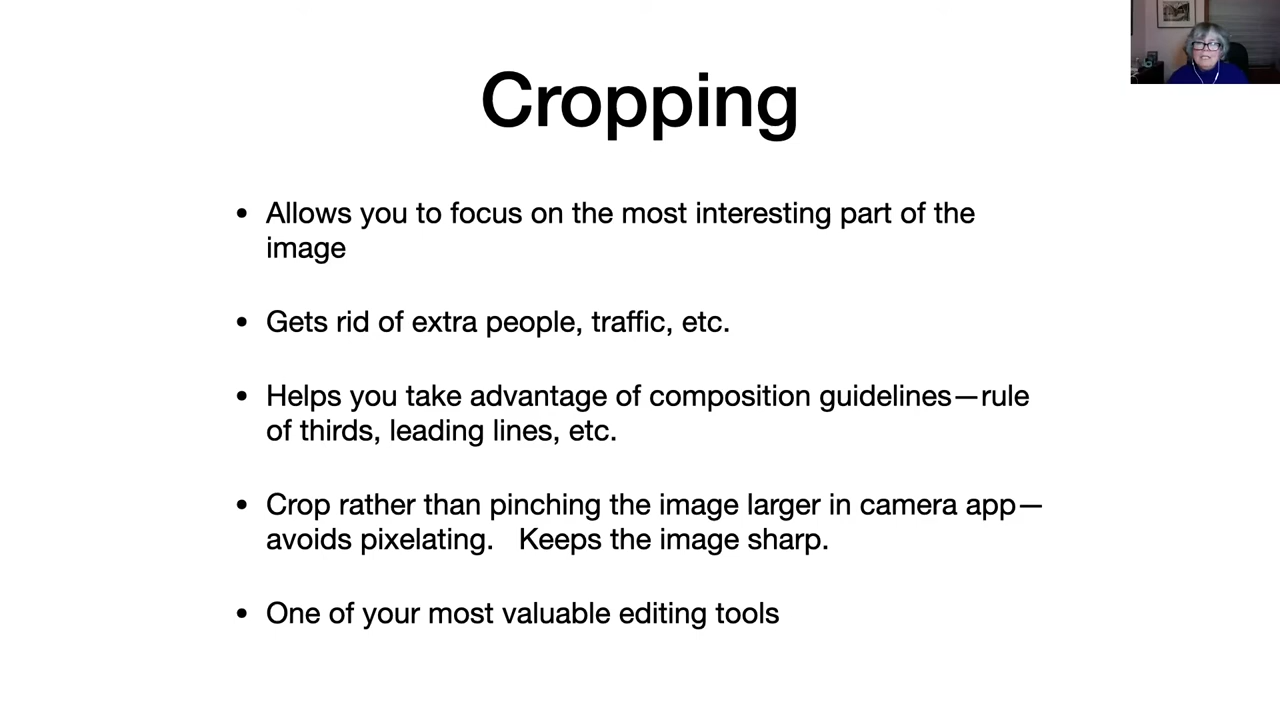 Cropping
• Allows you to focus on the most interesting part of the
image
• Gets rid of extra people, traffic, etc.
• Helps you take advantage of composition guidelines—rule
of thirds, leading lines, etc.
• Crop rather than pinching the image larger in camera app—
avoids pixelating.   Keeps the image sharp.
• One of your most valuable editing tools